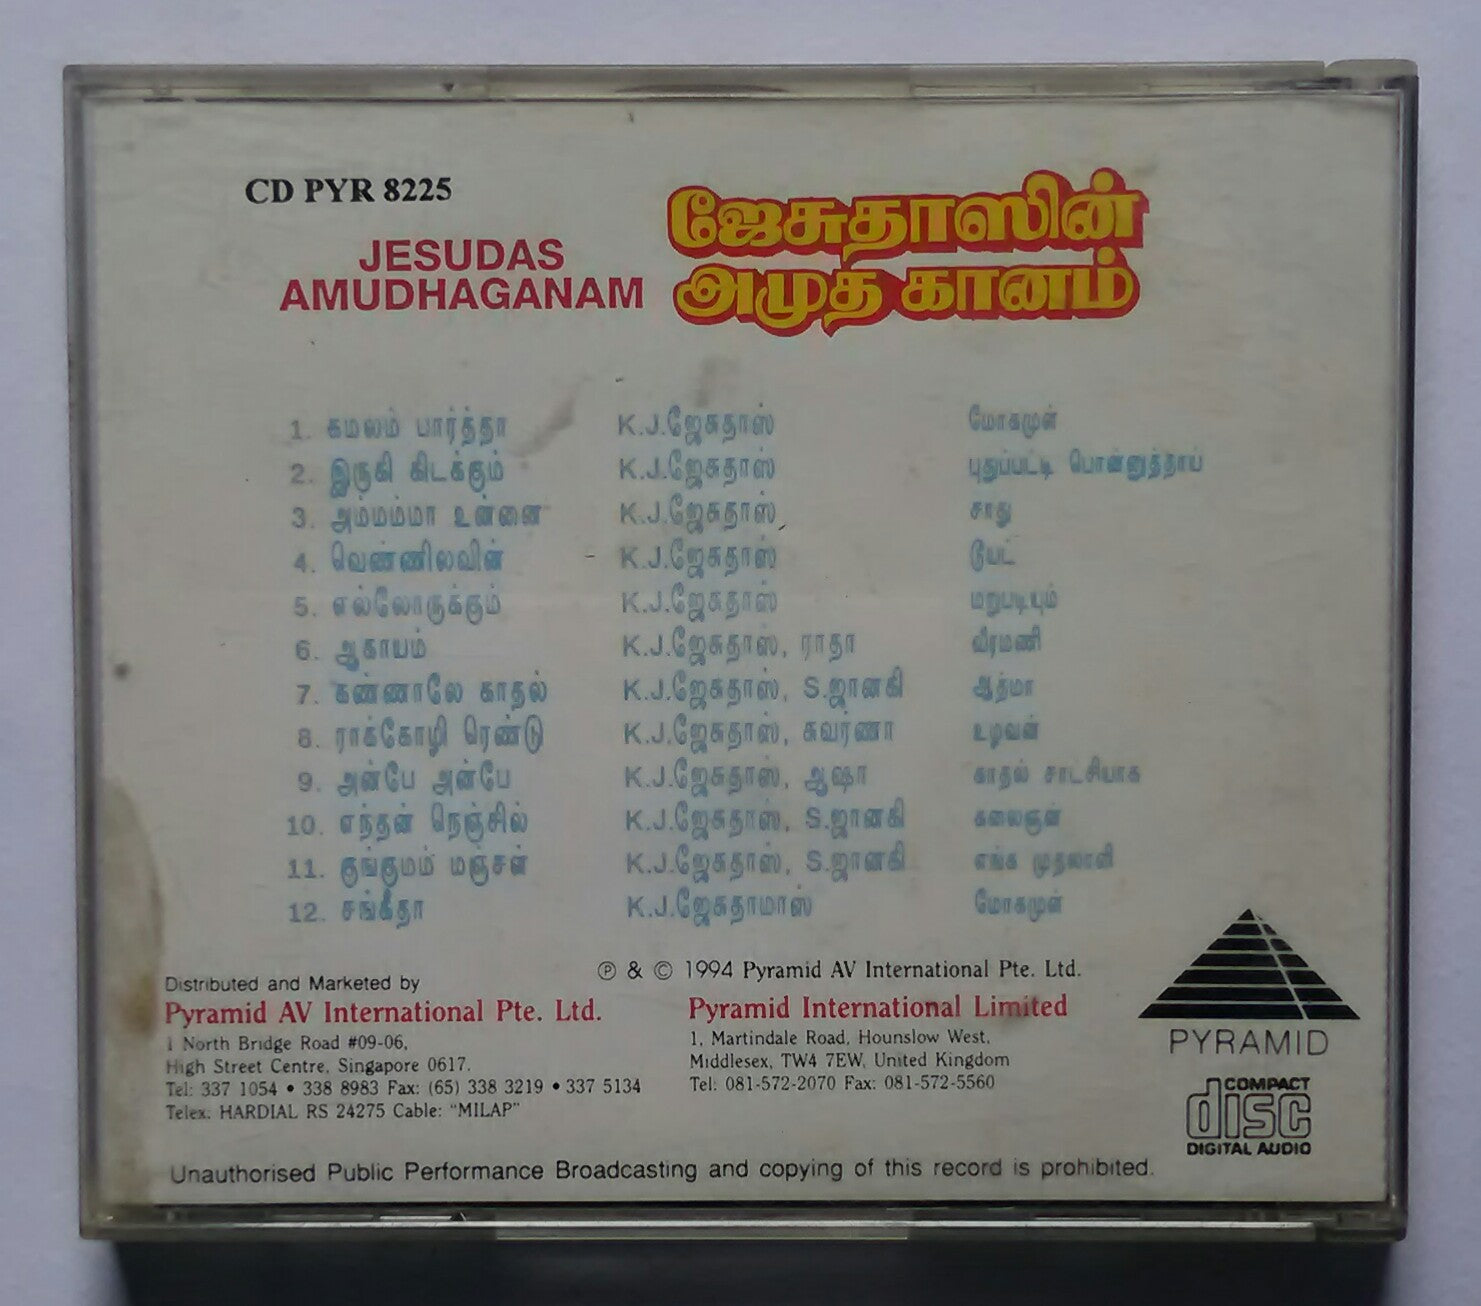 CD PYR 8225
JESUDAS
AMUDHAGANAM
ஜேசுதாஸின்
அமுத கானம்
1. கமலம் பார்த்தா K.J.ஜேசுதாஸ் மோகமுள்
2. இருகி கிடக்கும் K.J.ஜேசுதாஸ் புதுப்பட்டி பொன்னுத்தாய்
3. அம்மம்மா உன்னை K.J.ஜேசுதாஸ் சாது
4. வெண்ணிலவின் K.J.ஜேசுதாஸ் டூயட்
5. எல்லோருக்கும் K.J.ஜேசுதாஸ் மறுபடியும்
6. ஆகாயம் K.J.ஜேசுதாஸ், ராதா வீரமணி
7. கண்ணாலே காதல் K.J.ஜேசுதாஸ், S.ஜானகி ஆத்மா
8. ராக்கோழி ரெண்டு K.J.ஜேசுதாஸ், சுவர்ணா உழவன்
9. அன்பே அன்பே K.J.ஜேசுதாஸ், ஆஷா காதல் சாட்சியாக
10. எந்தன் நெஞ்சில் K.J.ஜேசுதாஸ், S.ஜானகி கலைஞன்
11. குங்குமம் மஞ்சள் K.J.ஜேசுதாஸ், S.ஜானகி எங்க முதலாளி
12. சங்கீதா K.J.ஜேசுதாமாஸ் மோகமுள்
℗ & © 1994 Pyramid AV International Pte. Ltd.
Distributed and Marketed by
Pyramid AV International Pte. Ltd.
1 North Bridge Road #09-06,
High Street Centre, Singapore 0617.
Tel: 337 1054 • 338 8983 Fax: (65) 338 3219 • 337 5134
Telex: HARDIAL RS 24275 Cable: "MILAP"
Pyramid International Limited
1, Martindale Road, Hounslow West,
Middlesex, TW4 7EW, United Kingdom
Tel: 081-572-2070 Fax: 081-572-5560
PYRAMID
COMPACT
disc
DIGITAL AUDIO
Unauthorised Public Performance Broadcasting and copying of this record is prohibited.